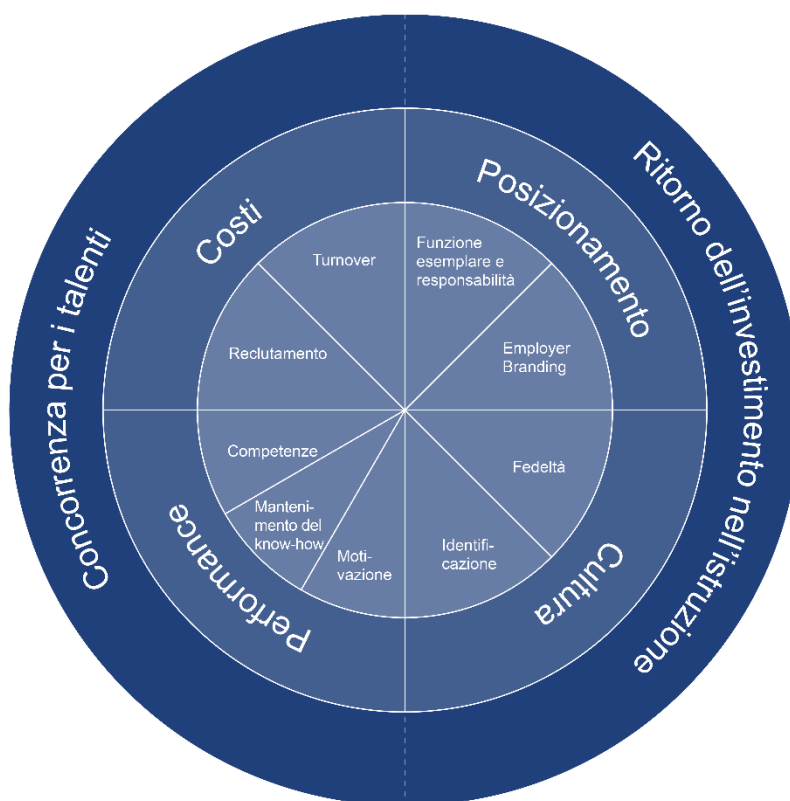 Concorrenza per i talenti
Ritorno dell'investimento nell'istruzione
Costi
Posizionamento
Performance
Cultura
Turnover
Funzione
esemplare e
responsabilità
Reclutamento
Employer
Branding
Competenze
Fedeltà
Manteni-
mento del
know-how
Moti-
vazione
Identifi-
cazione